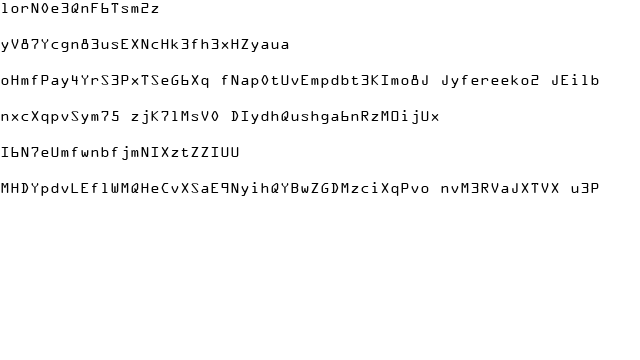 lorN0e3QnF6Tsm2z
yV87Ycgn83usEXNcHk3fh3xHZyaua
oHmfPay4YrS3PxTSeG6Xq fNap0tUvEmpdbt3KImo8J Jyfereeko2 JEilb
nxcXqpvSym75 zjK7lMsV0 DIydhQushga6nRzMOijUx
I6N7eUmfwnbfjmNIXztZZIUU
MHDYpdvLEflWMQHeCvXSaE9NyihQYBwZGDMzciXqPvo nvM3RVaJXTVX u3P